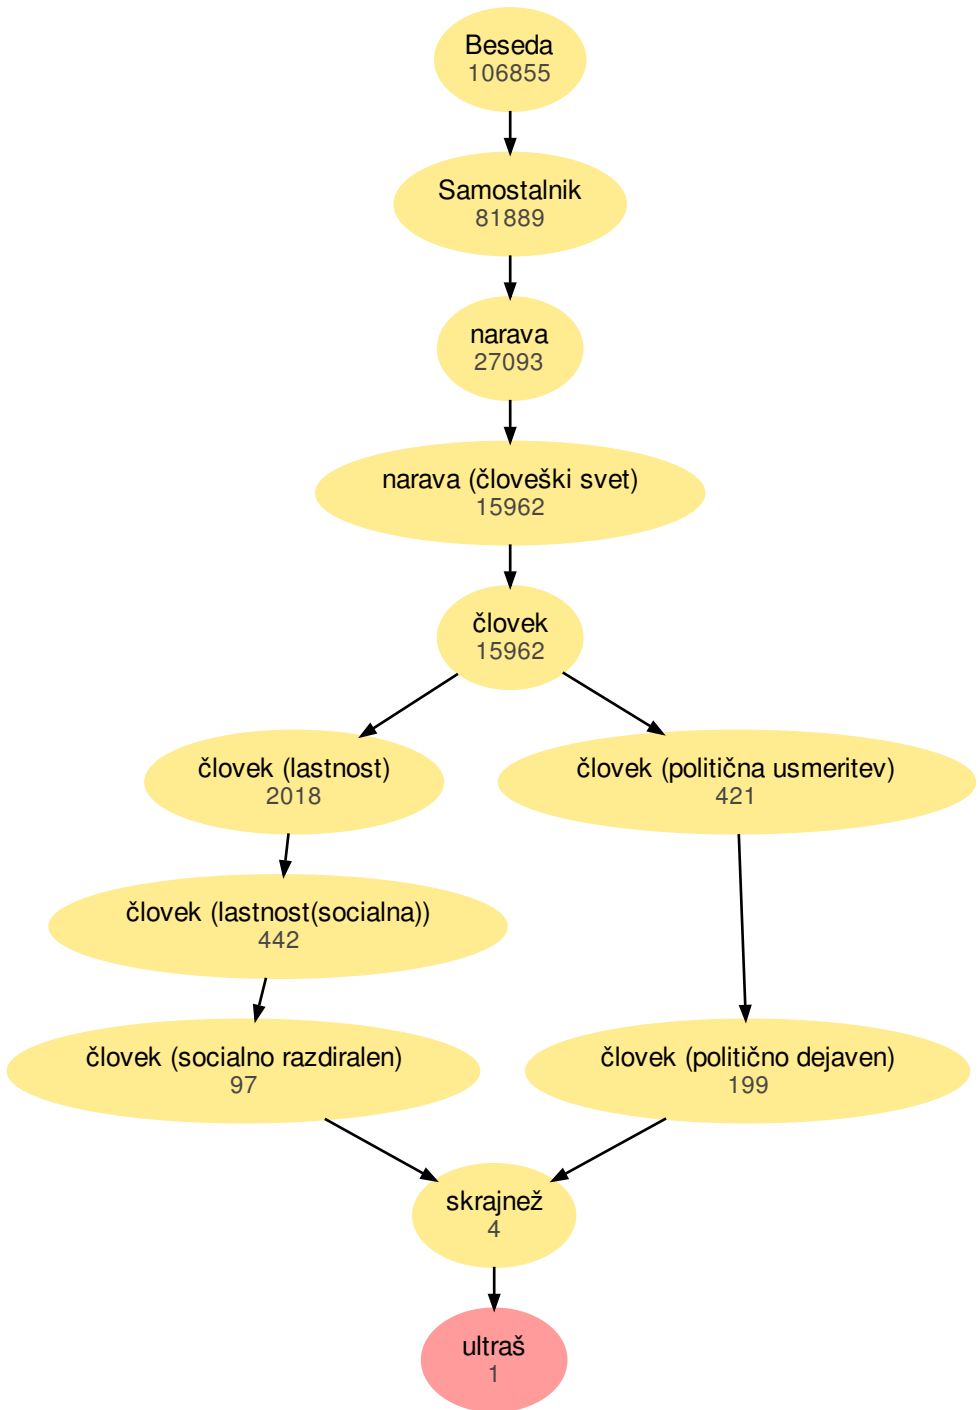 Beseda
106855
Samostalnik
81889
narava
27093
narava (človeški svet)
15962
človek
15962
človek (lastnost)
2018
človek (politična usmeritev)
421
človek (lastnost(socialna))
442
človek (socialno razdiralen)
97
človek (politično dejaven)
199
skrajnež
4
ultraš
1